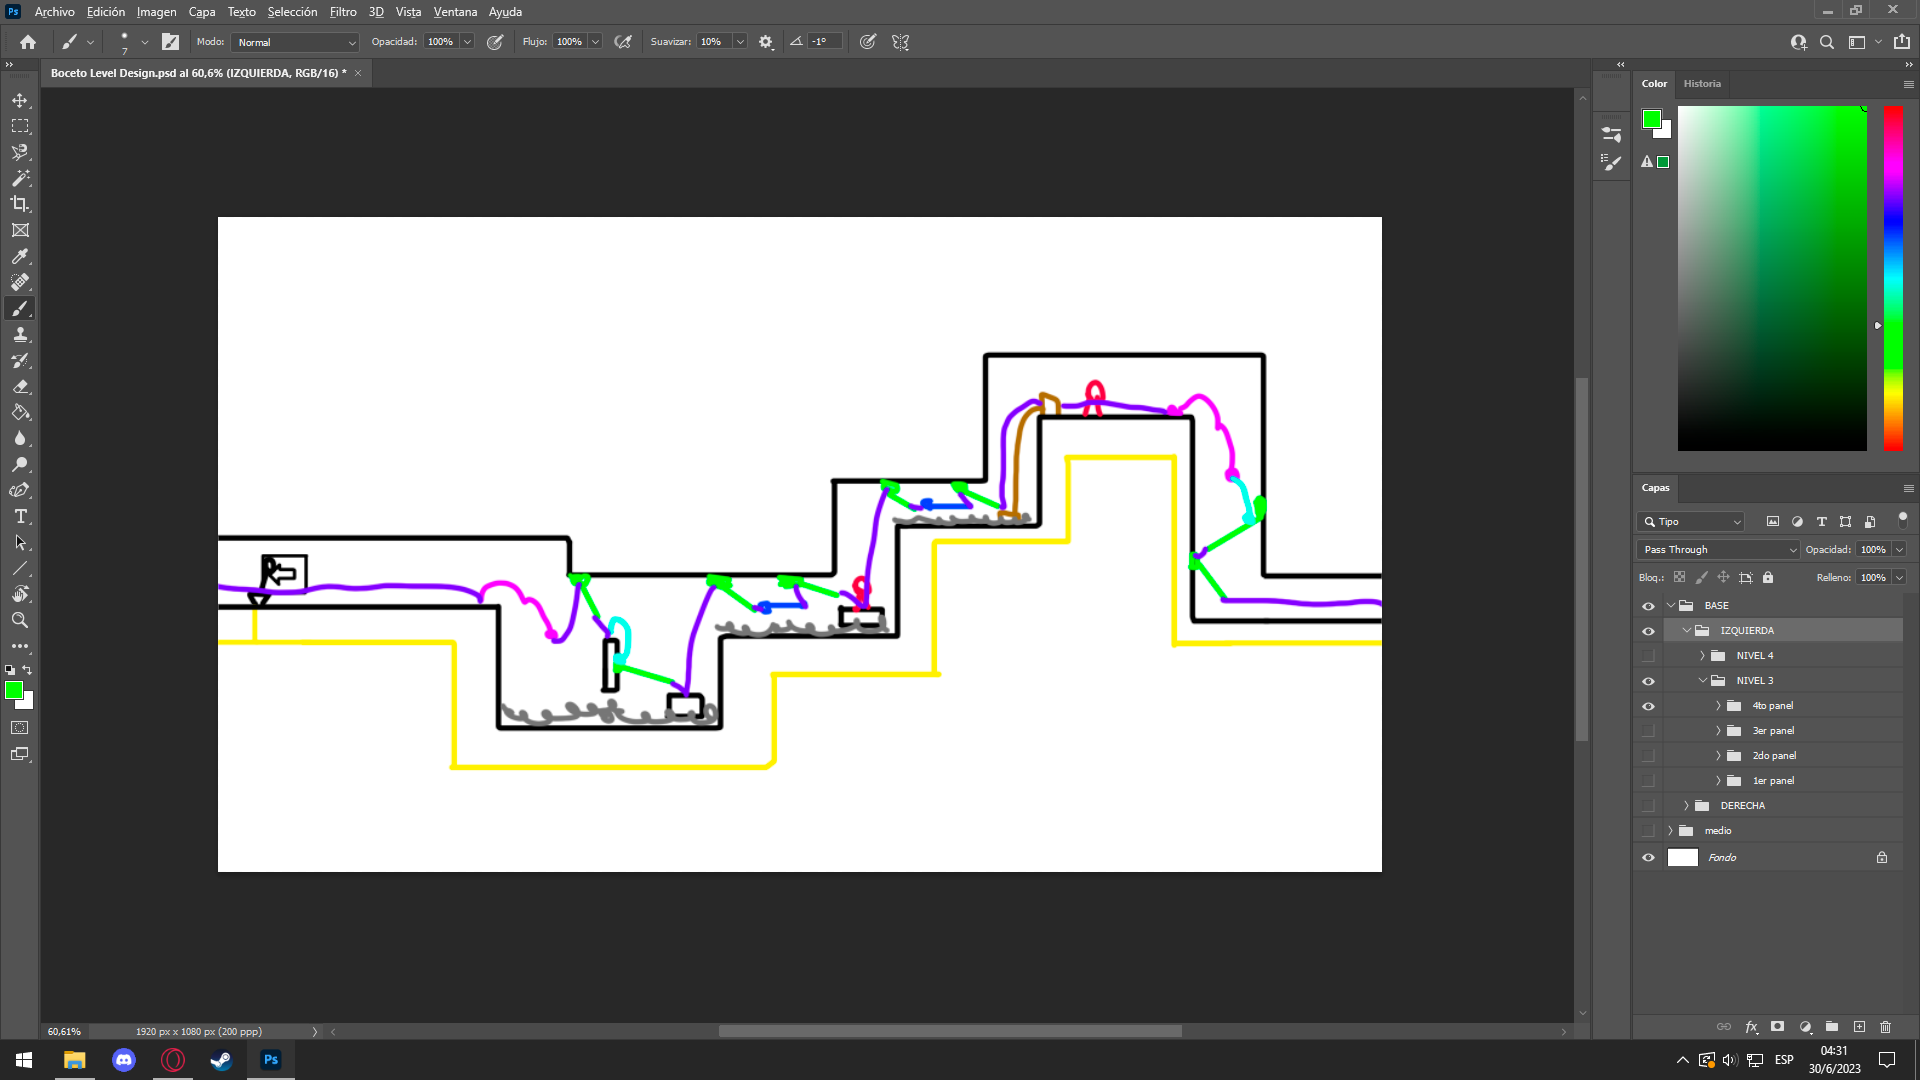 Ps Archivo Edición Imagen Capa Texto Selección Filtro 3D Vista Ventana Ayuda
7 Modo: Normal Opacidad: 100% Flujo: 100% Suavizar: 10% -1°
Boceto Level Design.psd al 60,6% (IZQUIERDA, RGB/16) * ×
Color Historia
Capas
Tipo
Pass Through Opacidad: 100%
Bloq.: Relleno: 100%
BASE
IZQUIERDA
NIVEL 4
NIVEL 3
4to panel
3er panel
2do panel
1er panel
DERECHA
medio
Fondo
fx
60,61% 1920 px x 1080 px (200 ppp)
Ps ESP 04:31
30/6/2023